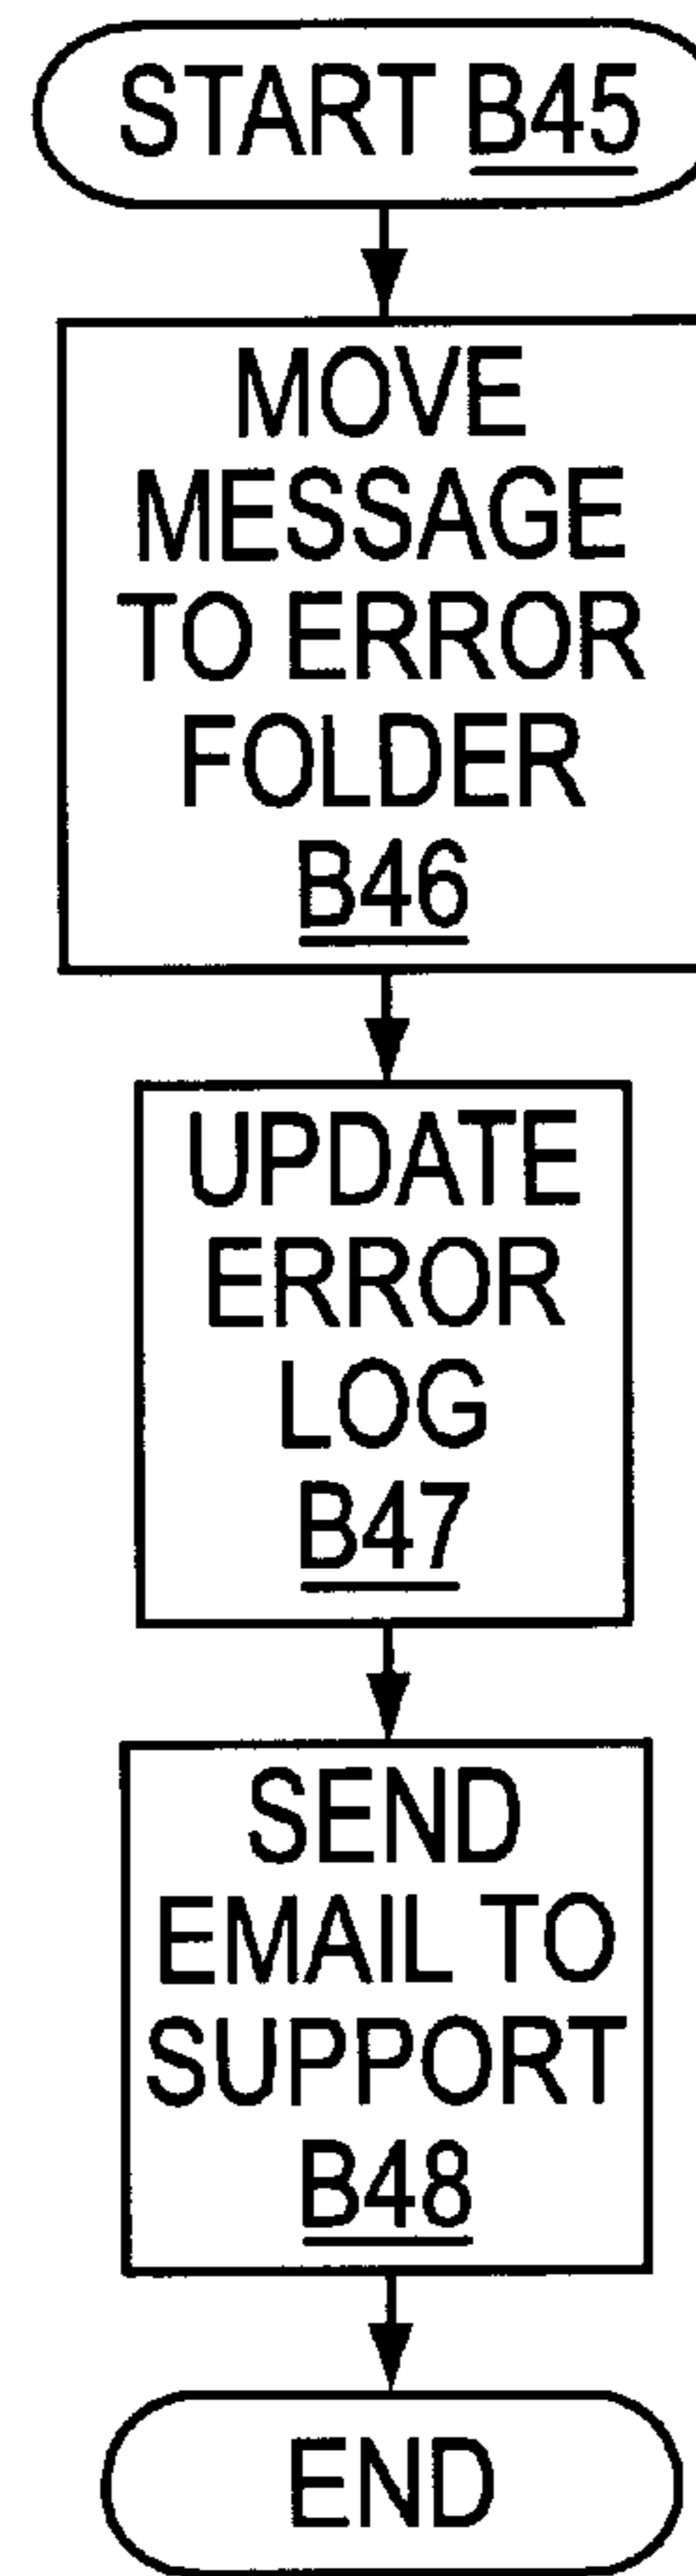 START B45
MOVE
MESSAGE
TO ERROR
FOLDER
B46
UPDATE
ERROR
LOG
B47
SEND
EMAIL TO
SUPPORT
B48
END